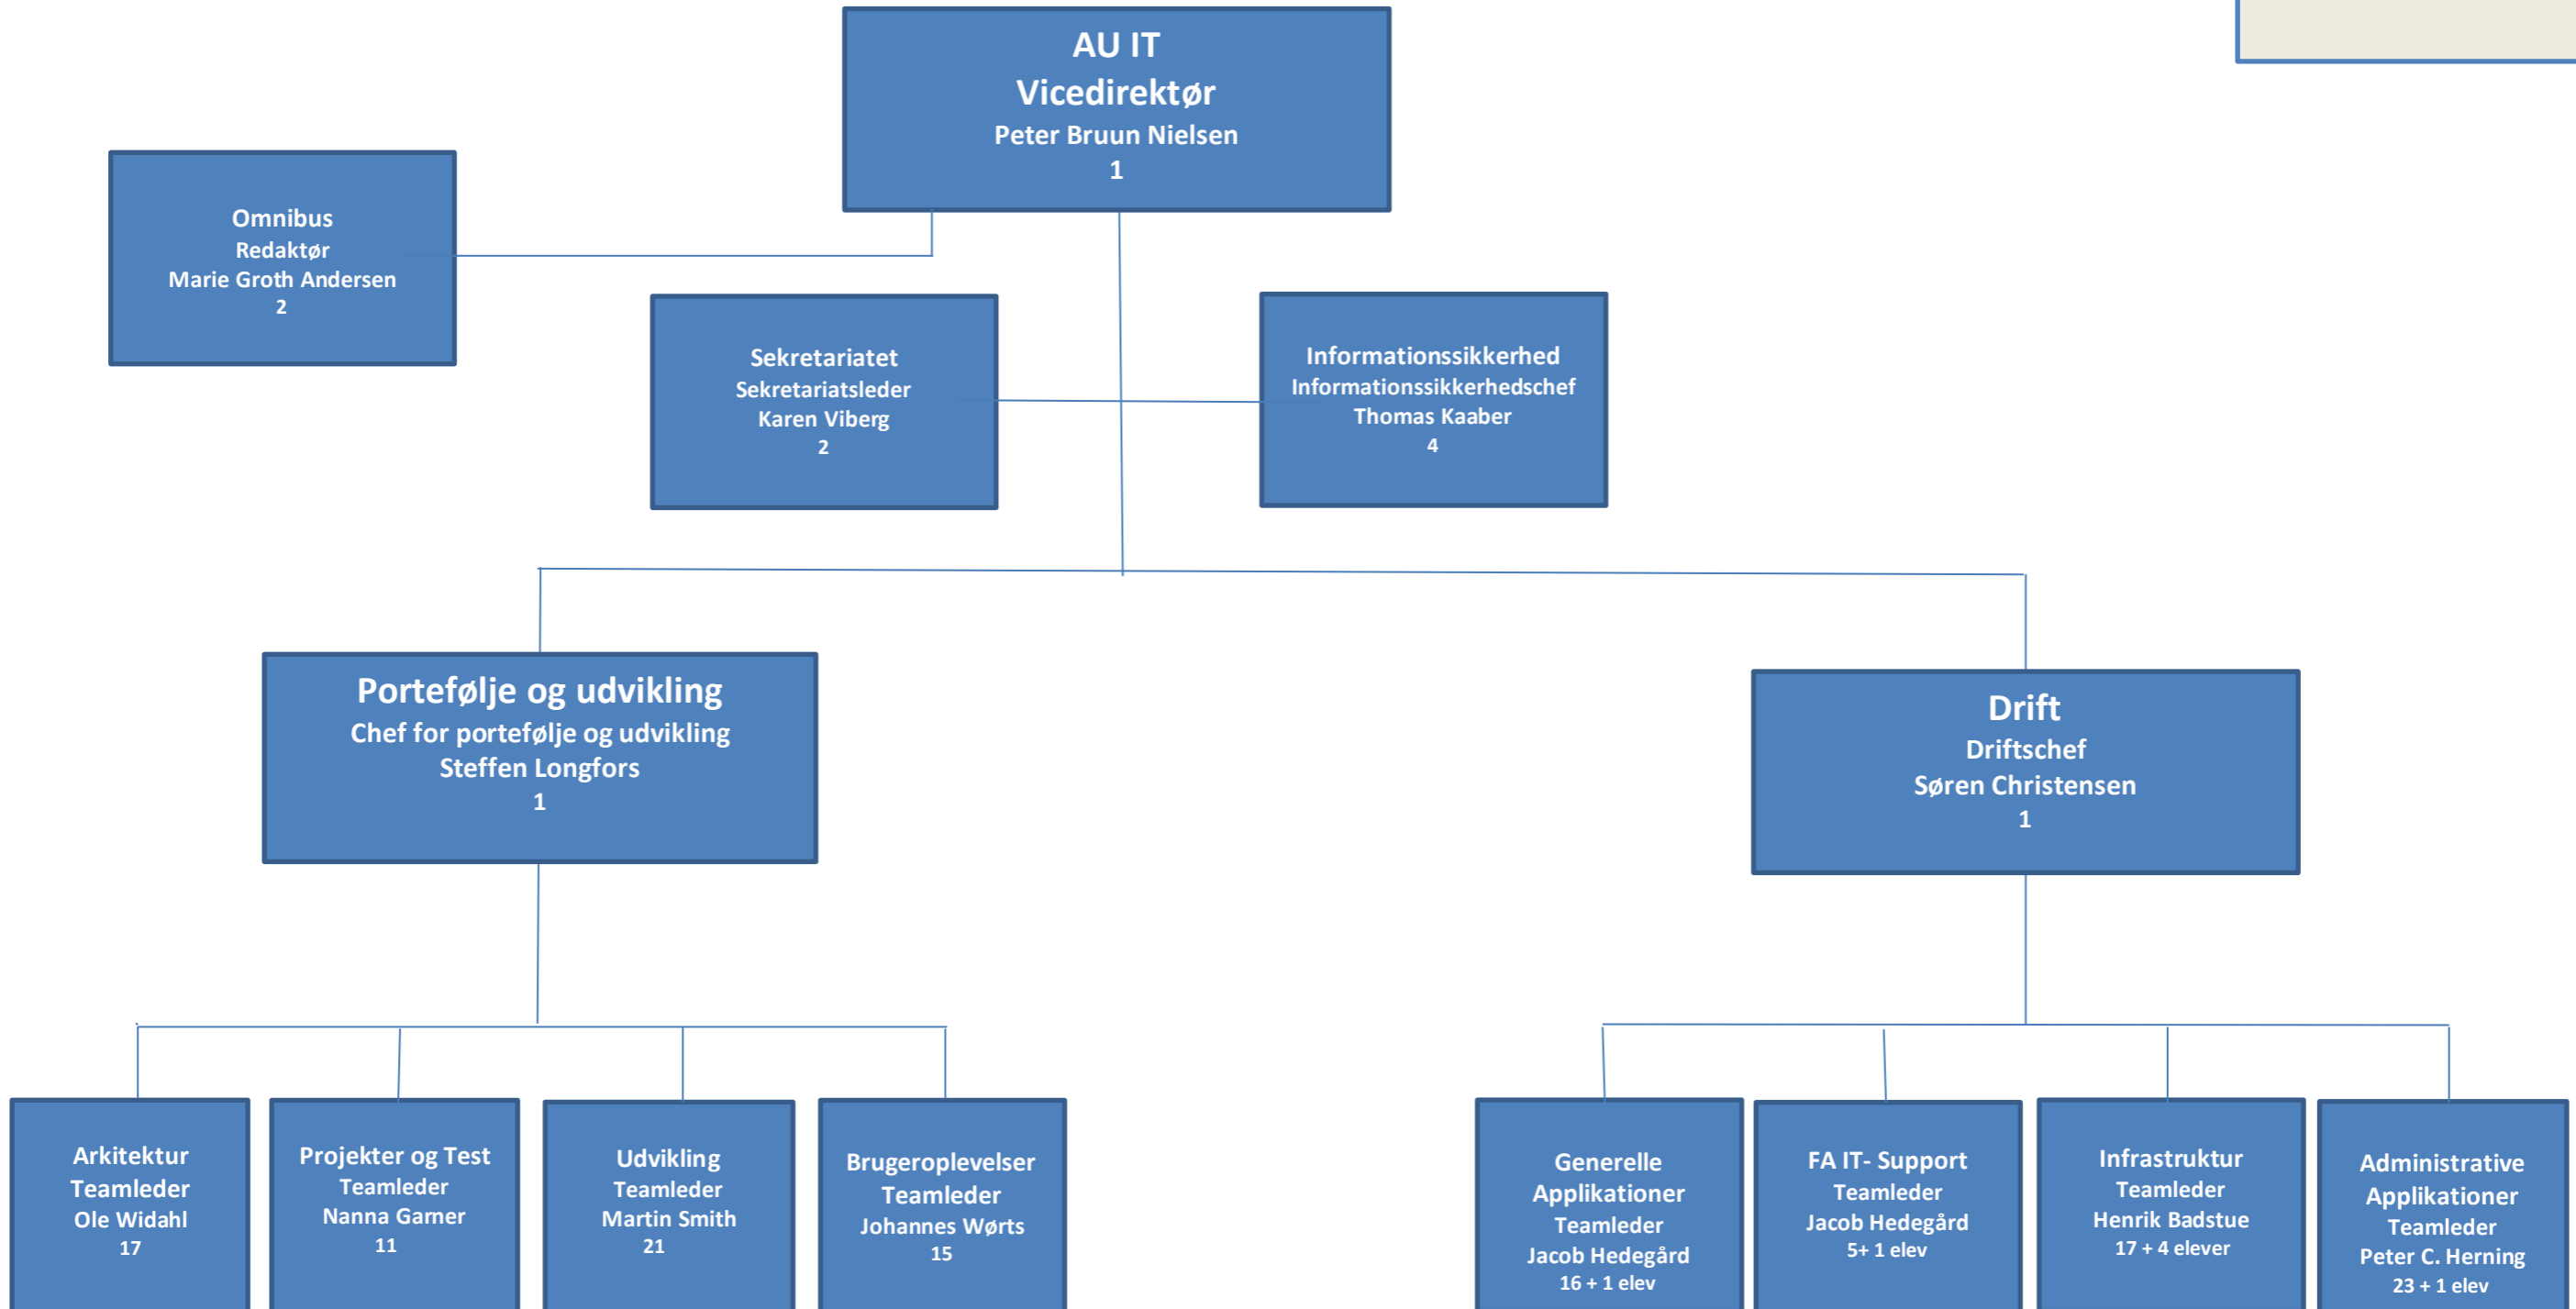 AU IT
Vicedirektør
Peter Bruun Nielsen
1
Omnibus
Redaktør
Marie Groth Andersen
2
Sekretariatet
Sekretariatsleder
Karen Viberg
2
Informationssikkerhed
Informationssikkerhedschef
Thomas Kaaber
4
Portefølje og udvikling
Chef for portefølje og udvikling
Steffen Longfors
1
Drift
Driftschef
Søren Christensen
1
Arkitektur
Teamleder
Ole Widahl
17
Projekter og Test
Teamleder
Nanna Gamer
11
Udvikling
Teamleder
Martin Smith
21
Brugeroplevelser
Teamleder
Johannes Wørts
15
Generelle
Applikationer
Teamleder
Jacob Hedegård
16 + 1 elev
FA IT- Support
Teamleder
Jacob Hedegård
5+ 1 elev
Infrastruktur
Teamleder
Henrik Badstue
17 + 4 elever
Administrative
Applikationer
Teamleder
Peter C. Herning
23 + 1 elev